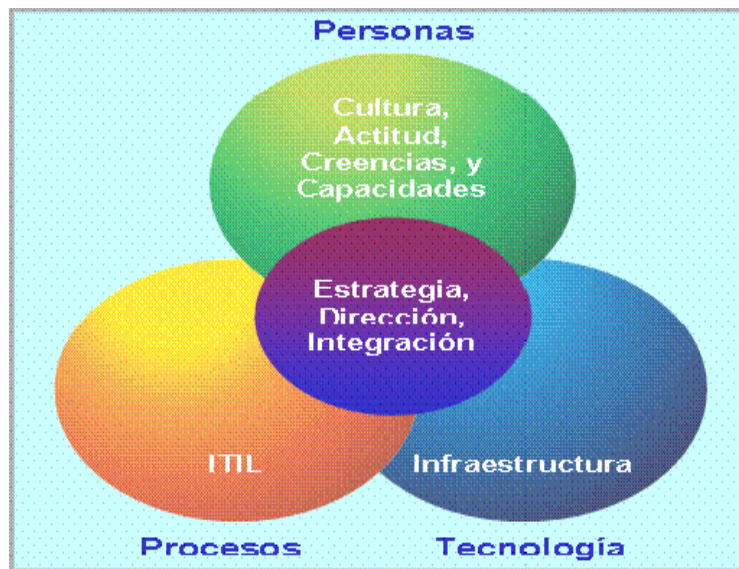 Personas
Cultura,
Actitud,
Creencias, y
Capacidades
Estrategia,
Dirección,
Integración
ITIL
Infraestructura
Procesos
Tecnología